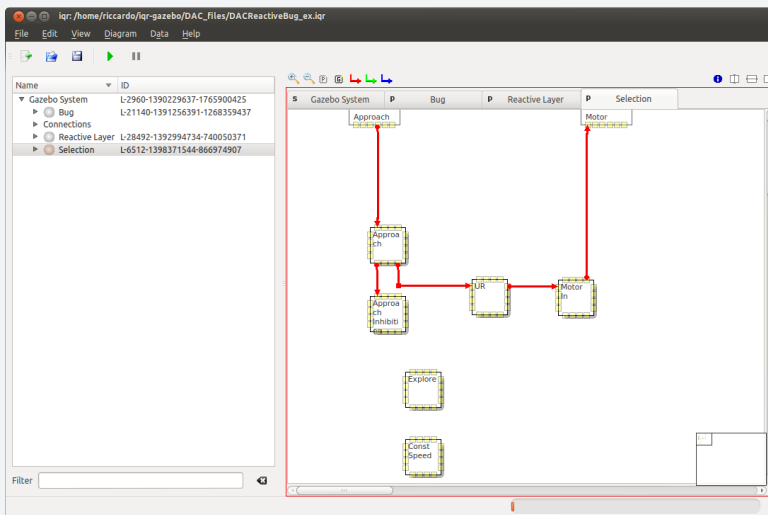 iqr: /home/riccardo/iqr-gazebo/DAC_files/DACReactiveBug_ex.iqr
File Edit View Diagram Data Help
Name ID
Gazebo System L-2960-1390229637-1765900425
Bug L-21140-1391256391-1268359437
Connections
Reactive Layer L-28492-1392994734-740050371
Selection L-6512-1398371544-866974907
Filter
S Gazebo System P Bug P Reactive Layer P Selection
Approach Motor
Approa
ch
UR
Motor
In
Approa
ch
Inhibiti
Explore
Const
Speed